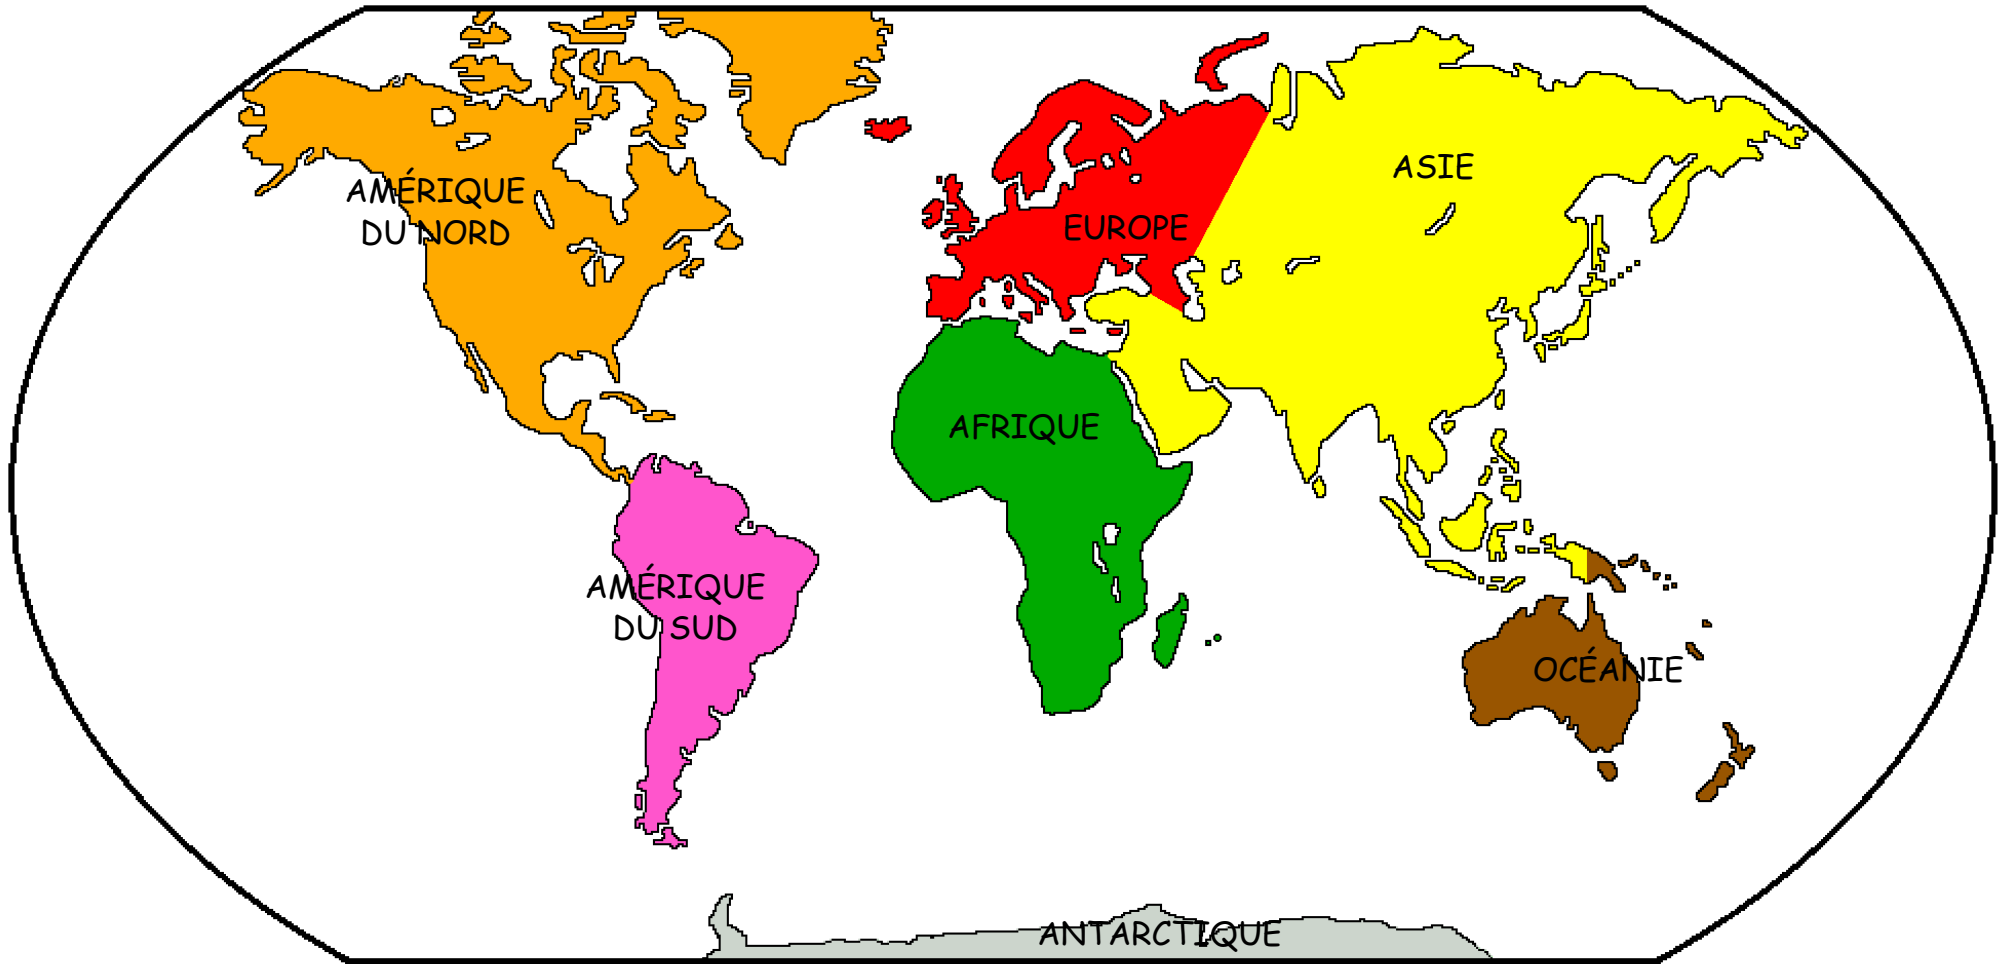 AMÉRIQUE
DU NORD
EUROPE
ASIE
AFRIQUE
AMÉRIQUE
DU SUD
OCÉANIE
ANTARCTIQUE